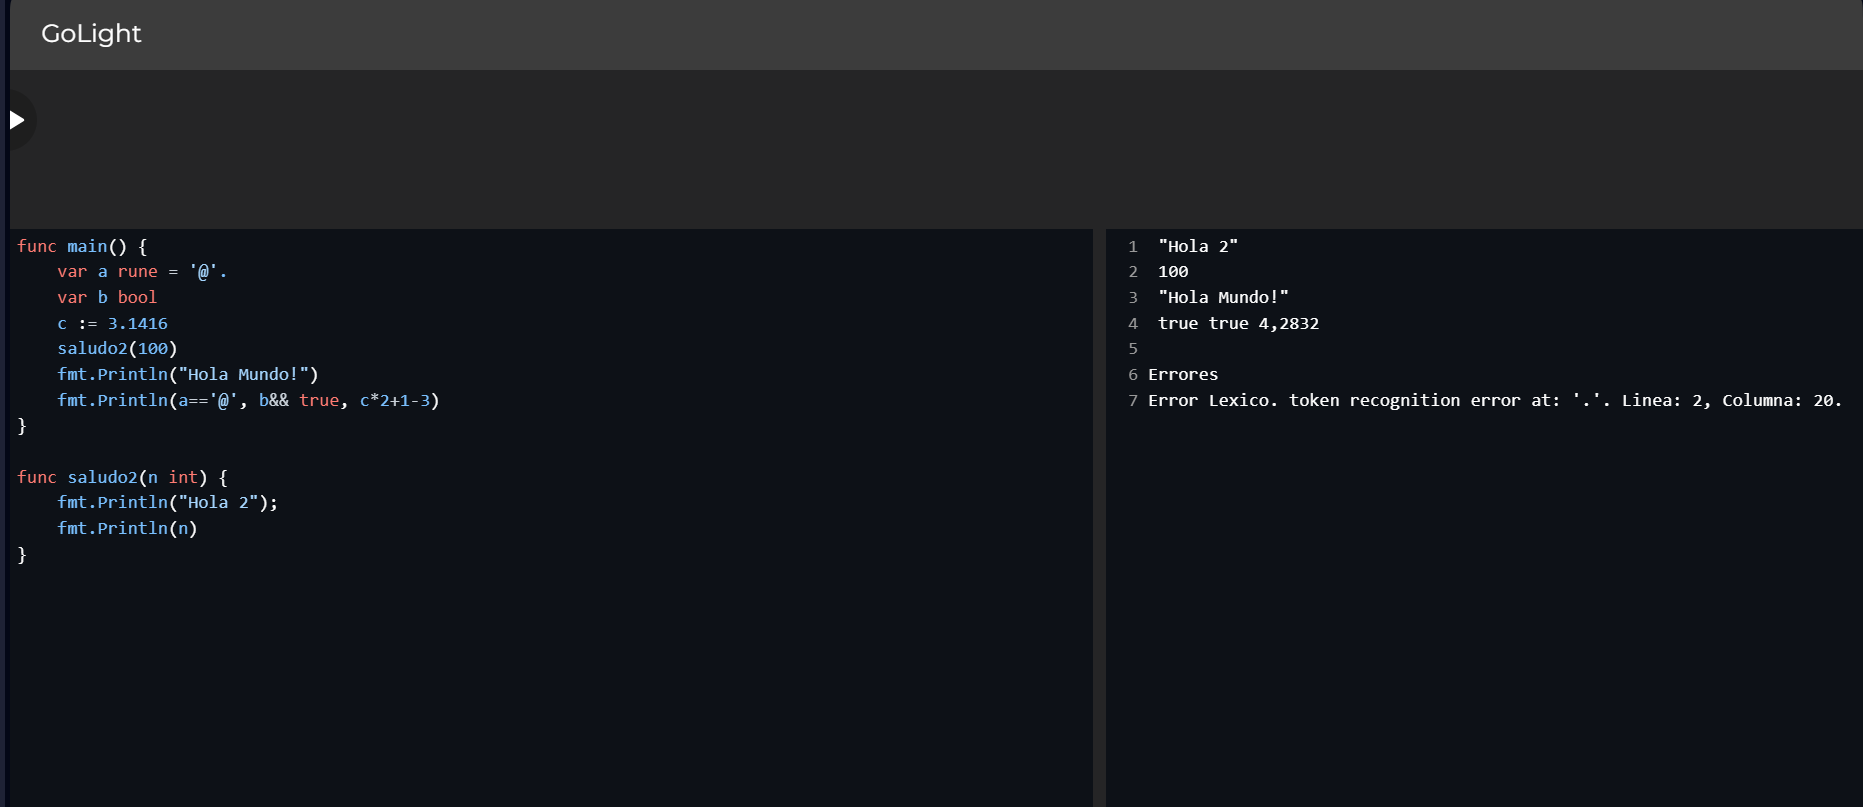 GoLight
func main() {
    var a rune = '@'.
    var b bool
    c := 3.1416
    saludo2(100)
    fmt.Println("Hola Mundo!")
    fmt.Println(a=='@', b&& true, c*2+1-3)
}

func saludo2(n int) {
    fmt.Println("Hola 2");
    fmt.Println(n)
}
1  "Hola 2"
2  100
3  "Hola Mundo!"
4  true true 4,2832
5
6 Errores
7 Error Lexico. token recognition error at: '.'. Linea: 2, Columna: 20.